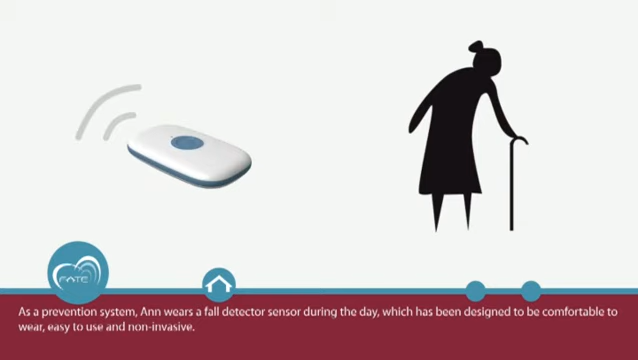 FATE
As a prevention system, Ann wears a fall detector sensor during the day, which has been designed to be comfortable to
wear, easy to use and non-invasive.